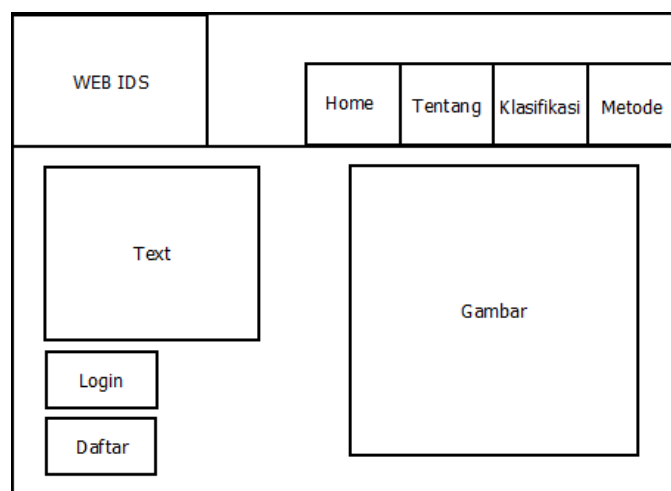 WEB IDS
Home
Tentang
Klasifikasi
Metode
Text
Gambar
Login
Daftar